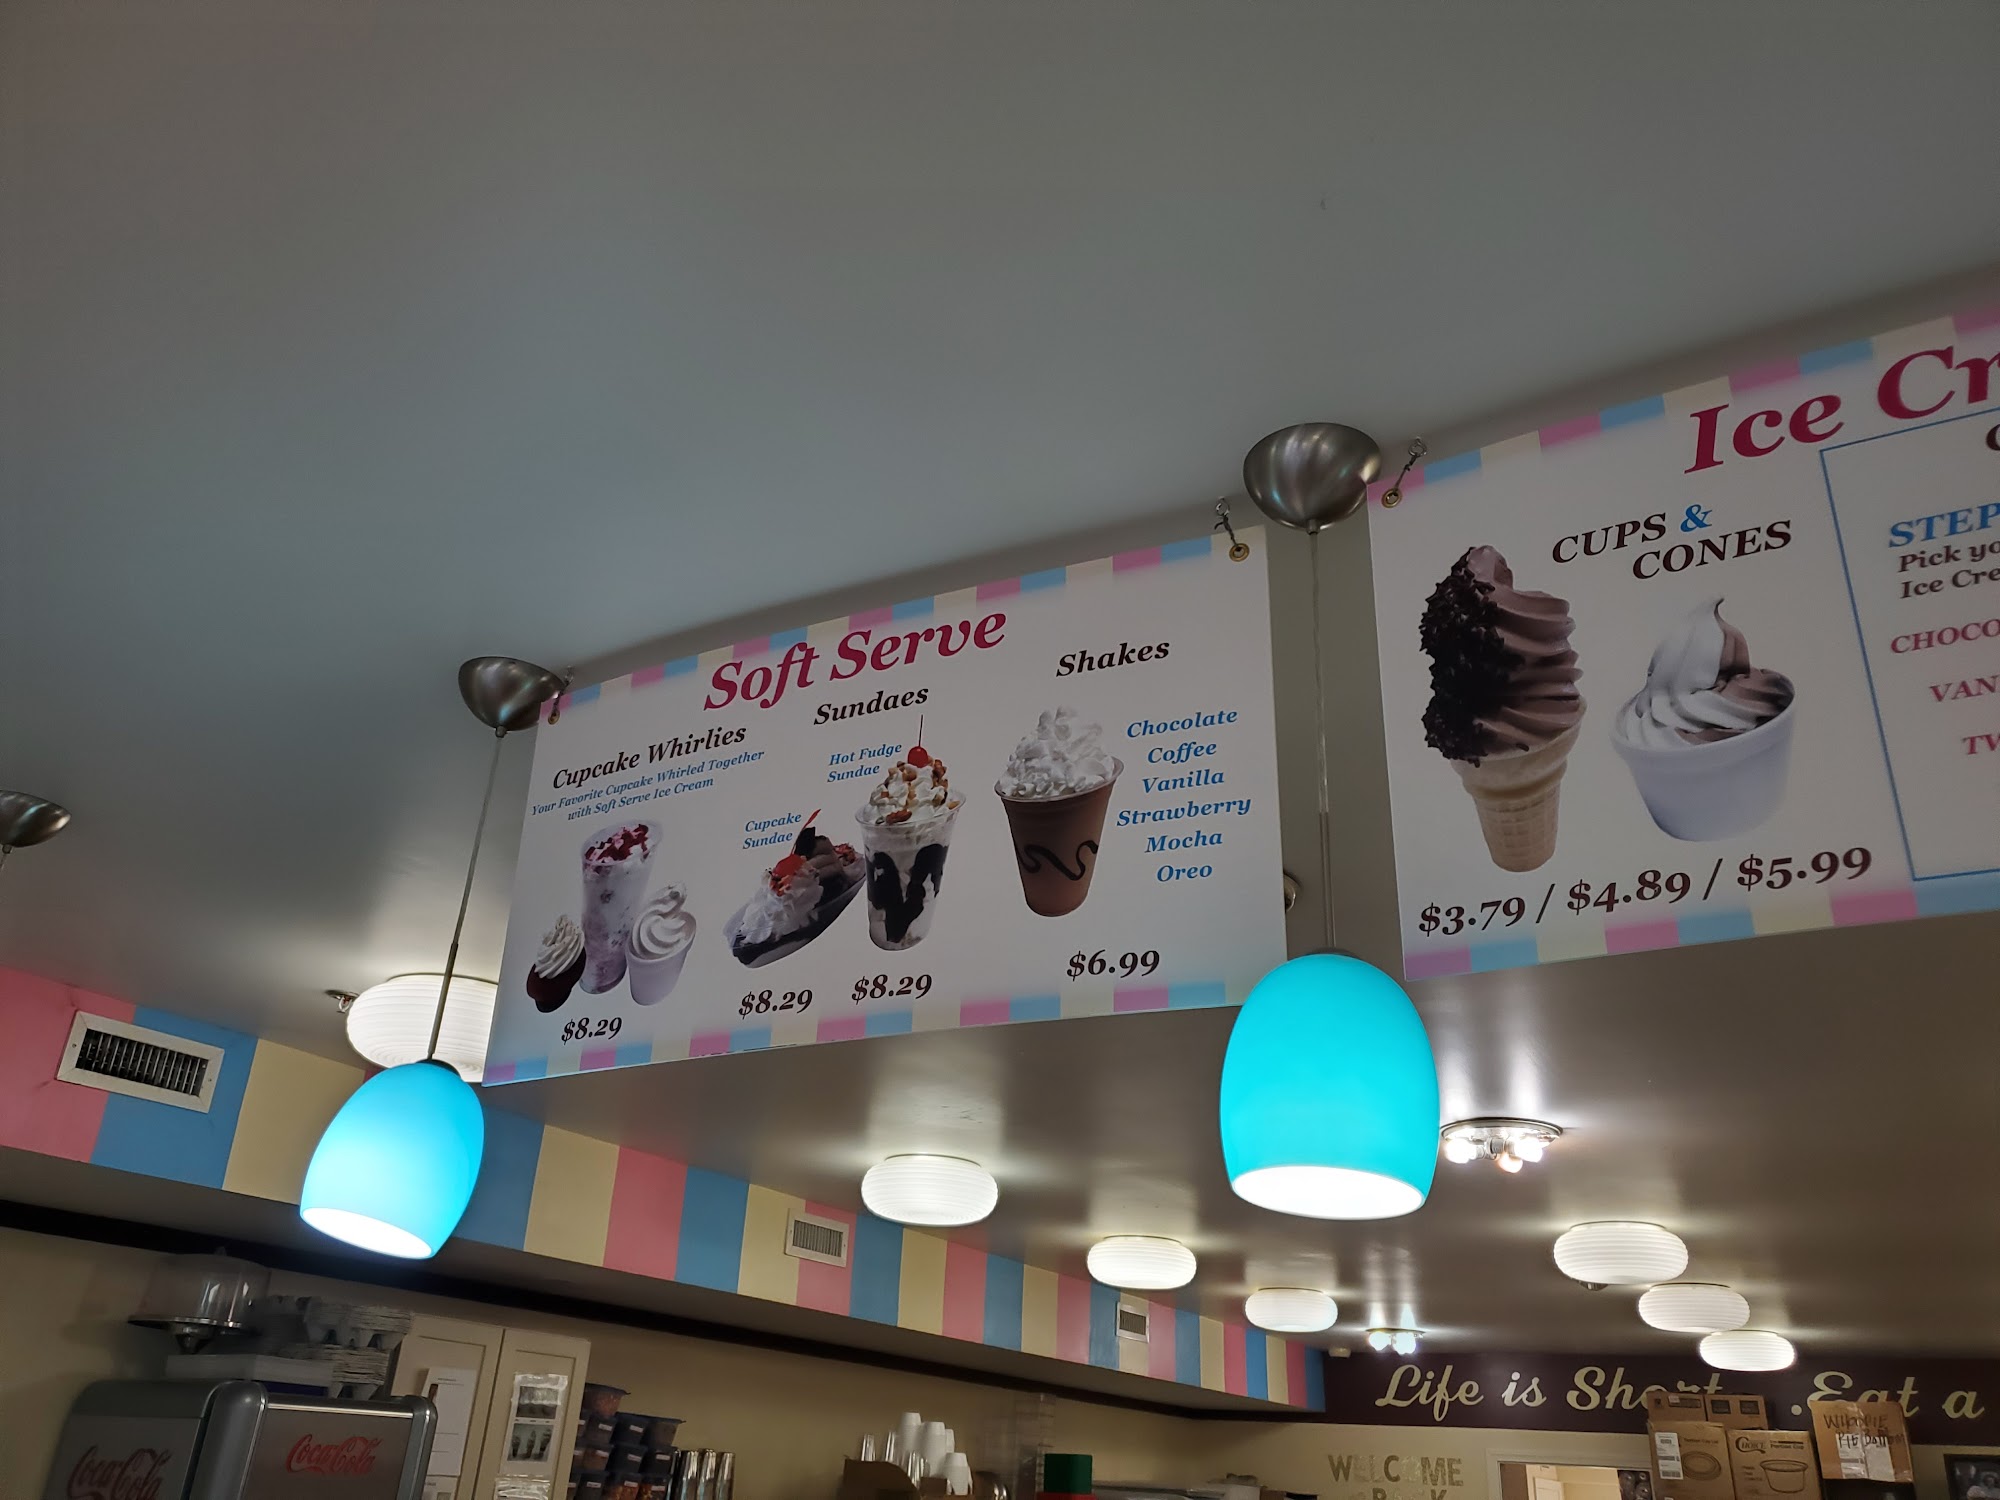 Soft Serve
Cupcake Whirlies
Your Favorite Cupcake Whirled Together
with Soft Serve Ice Cream
$8.29
Sundaes
Cupcake
Sundae
$8.29
Hot Fudge
Sundae
$8.29
Shakes
Chocolate
Coffee
Vanilla
Strawberry
Mocha
Oreo
$6.99
Ice Cr
CUPS &
CONES
$3.79 / $4.89 / $5.99
STEP
Pick yo
Ice Cre
CHOCO
VAN
TW
Coca-Cola
Coca-Cola
Life is Short . Eat a
WELCOME
CHOICE